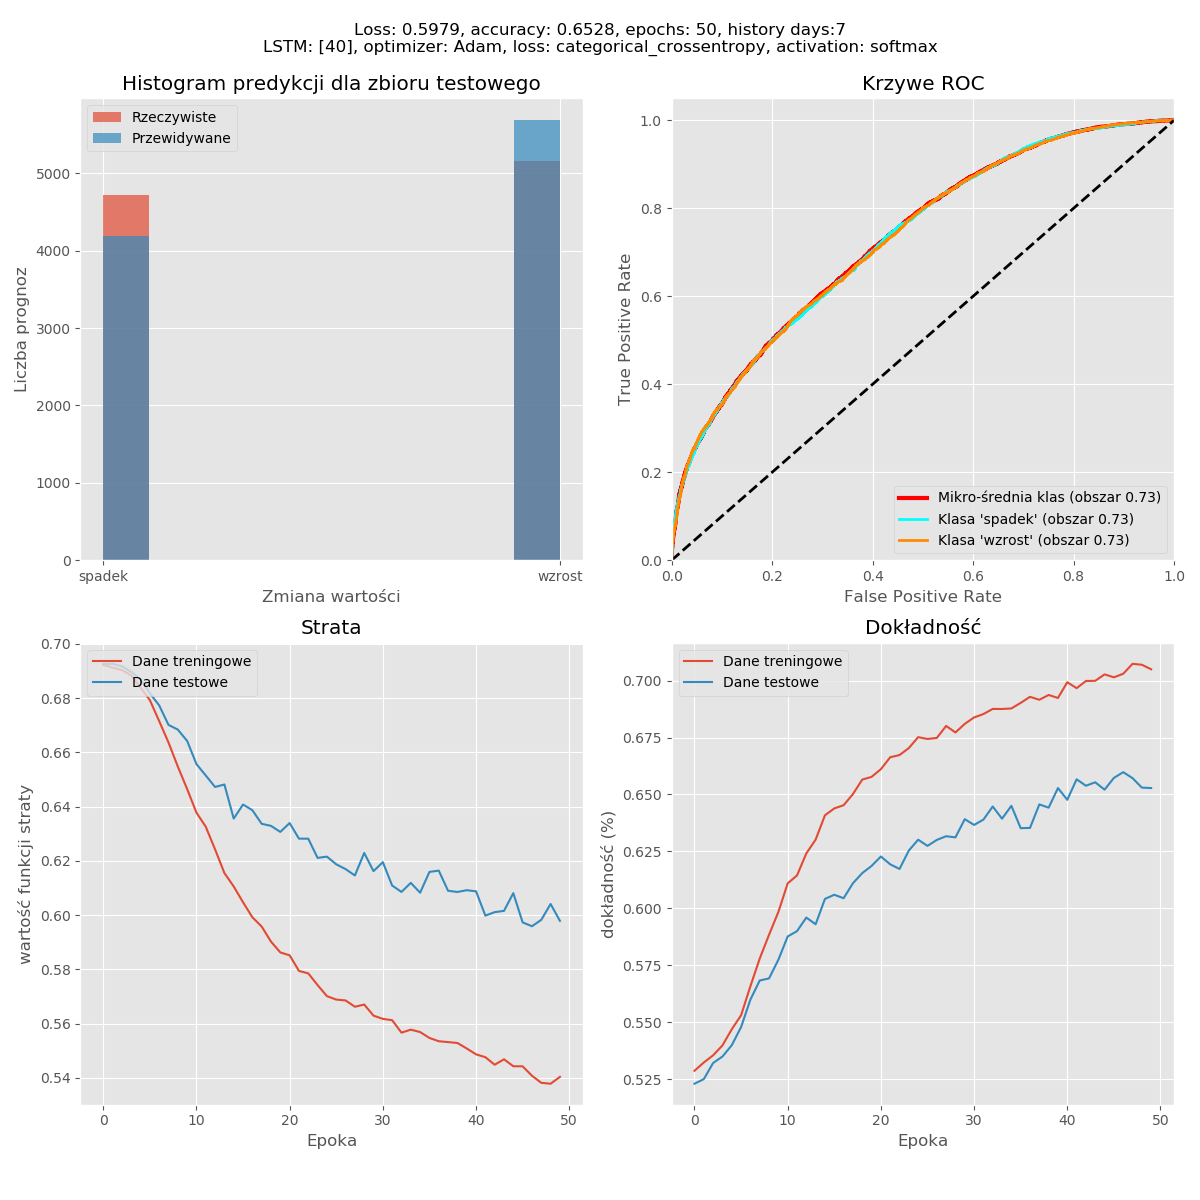 Loss: 0.5979, accuracy: 0.6528, epochs: 50, history days:7
LSTM: [40], optimizer: Adam, loss: categorical_crossentropy, activation: softmax
Histogram predykcji dla zbioru testowego
Rzeczywiste
Przewidywane
5000
4000
3000
2000
1000
0
Liczba prognoz
spadek
wzrost
Zmiana wartości
Krzywe ROC
1.0
0.8
0.6
0.4
0.2
0.0
True Positive Rate
Mikro-średnia klas (obszar 0.73)
Klasa 'spadek' (obszar 0.73)
Klasa 'wzrost' (obszar 0.73)
0.0
0.2
0.4
0.6
0.8
1.0
False Positive Rate
Strata
Dane treningowe
Dane testowe
0.70
0.68
0.66
0.64
0.62
0.60
0.58
0.56
0.54
wartość funkcji straty
0
10
20
30
40
50
Epoka
Dokładność
Dane treningowe
Dane testowe
0.700
0.675
0.650
0.625
0.600
0.575
0.550
0.525
dokładność (%)
0
10
20
30
40
50
Epoka